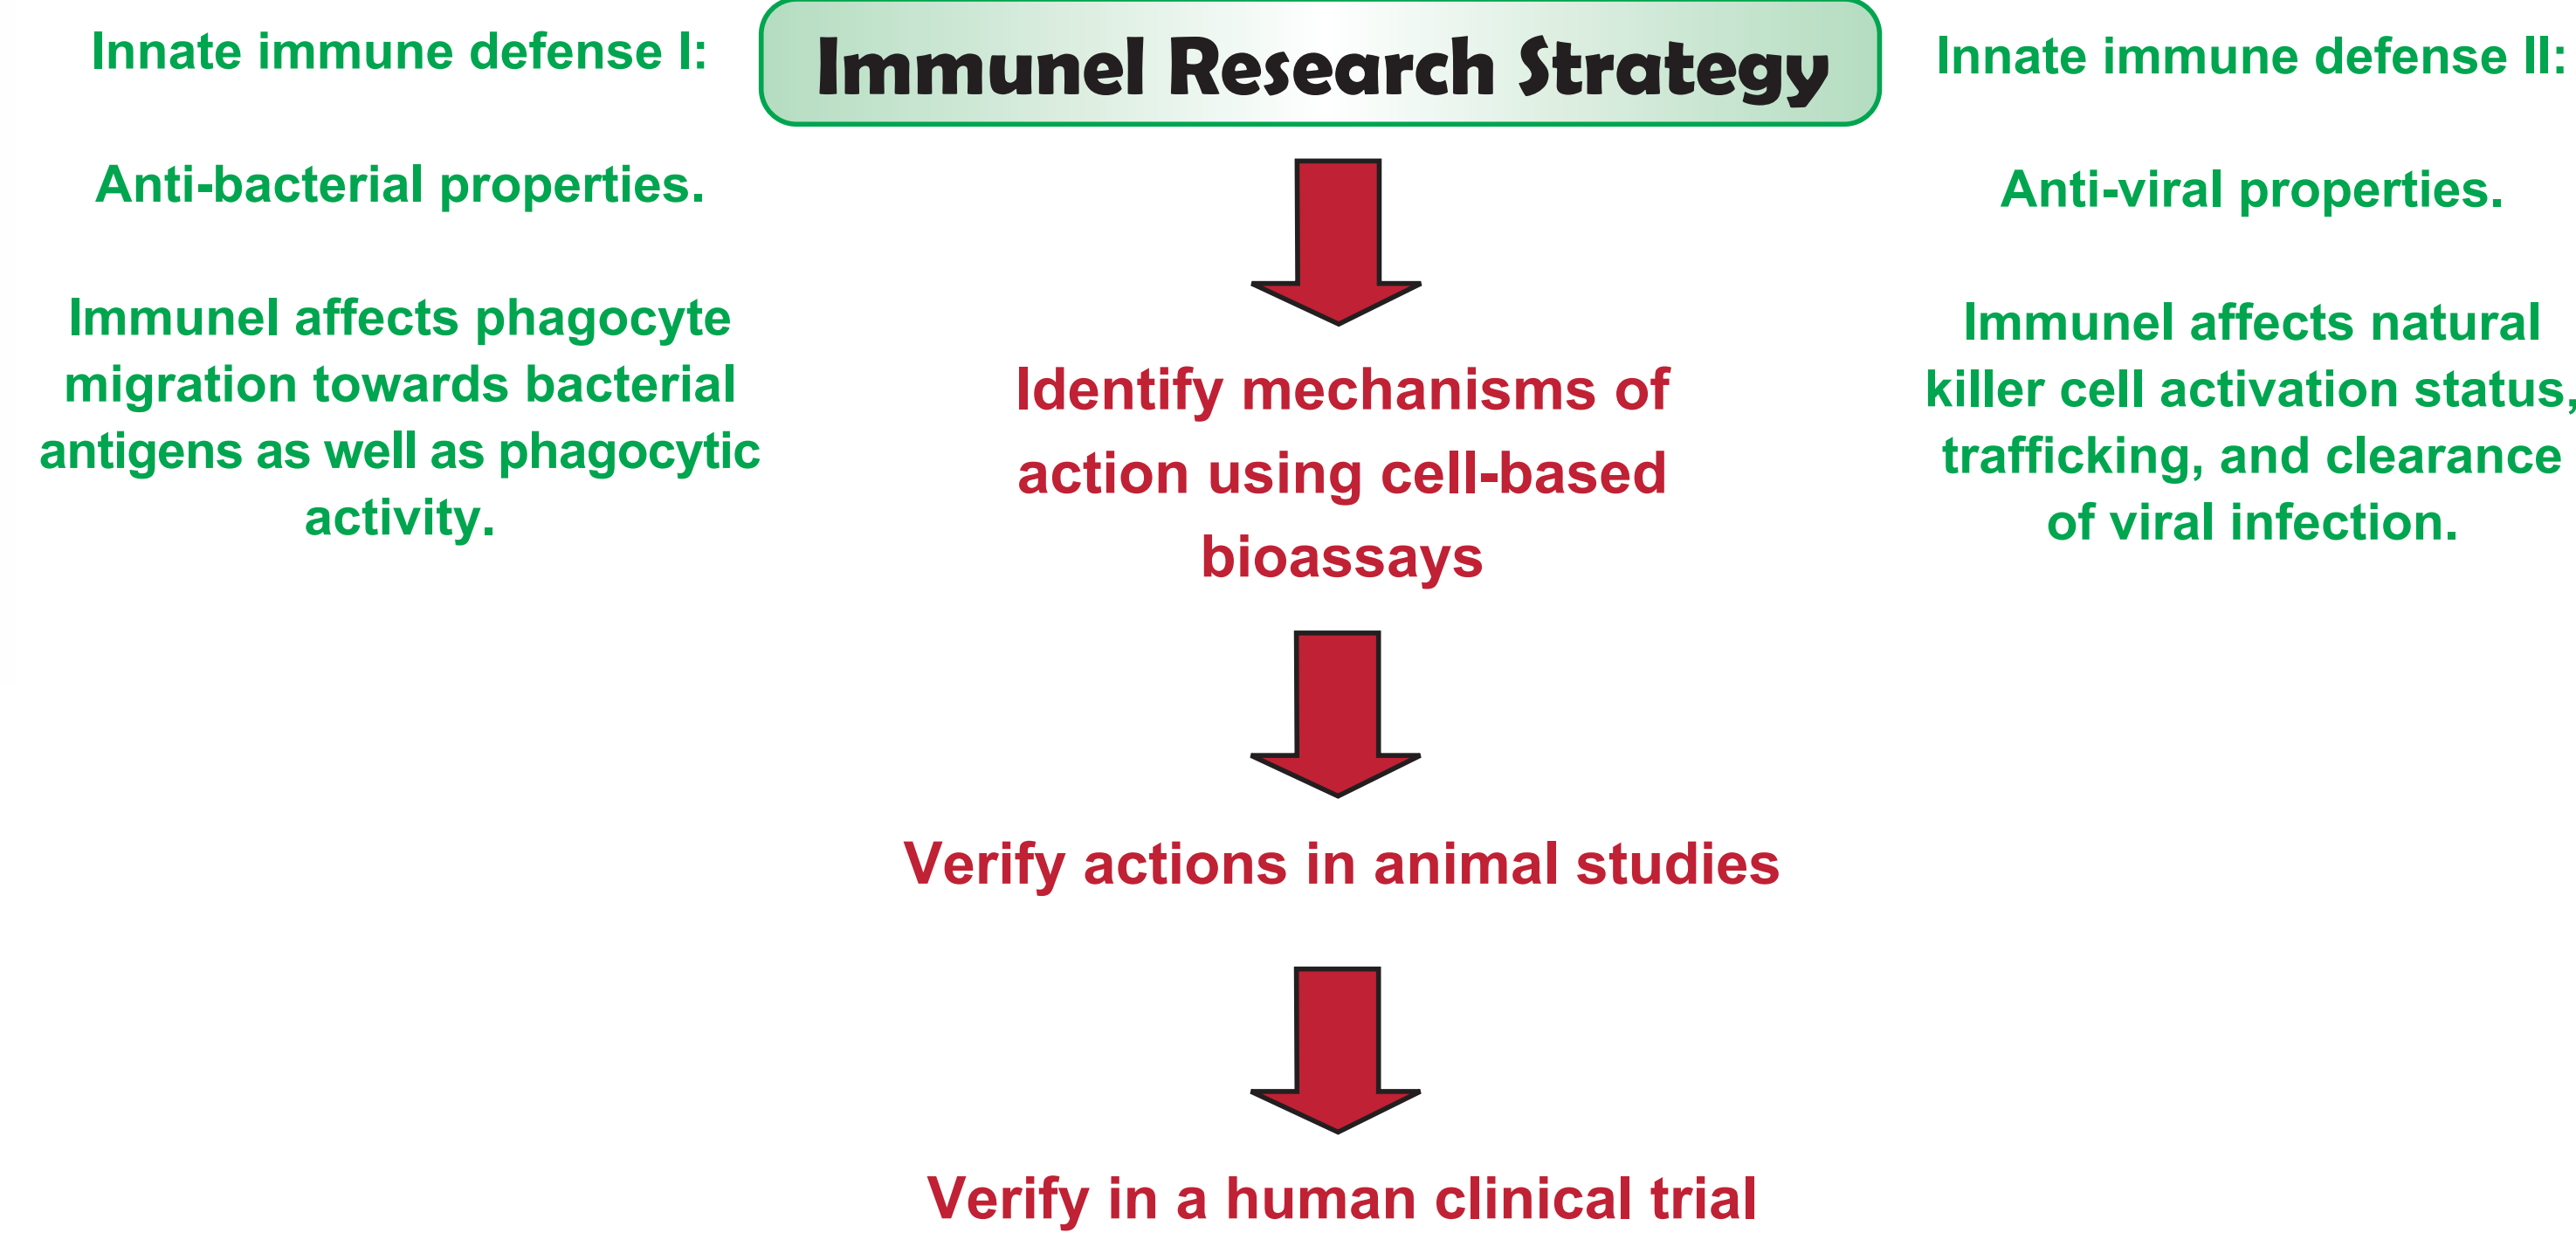 Innate immune defense I:
Anti-bacterial properties.
Immunel affects phagocyte
migration towards bacterial
antigens as well as phagocytic
activity.
Immunel Research Strategy
Identify mechanisms of
action using cell-based
bioassays
Verify actions in animal studies
Verify in a human clinical trial
Innate immune defense II:
Anti-viral properties.
Immunel affects natural
killer cell activation status,
trafficking, and clearance
of viral infection.